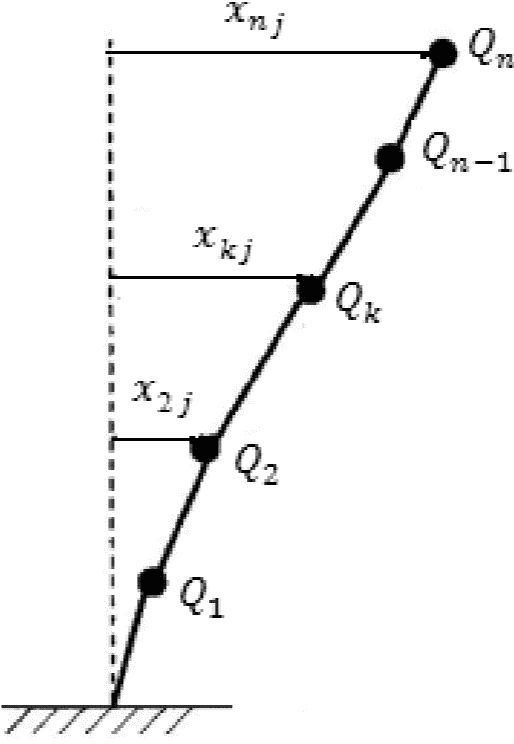 x_{nj}
Q_n
Q_{n-1}
x_{kj}
Q_k
x_{2j}
Q_2
Q_1